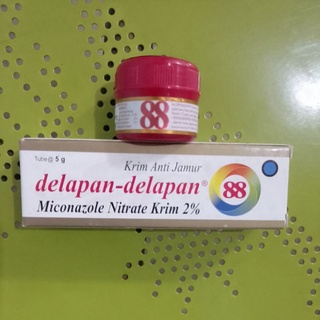 88
Tube @ 5 g
Krim Anti Jamur
delapan-delapan®
88
Miconazole Nitrate Krim 2%